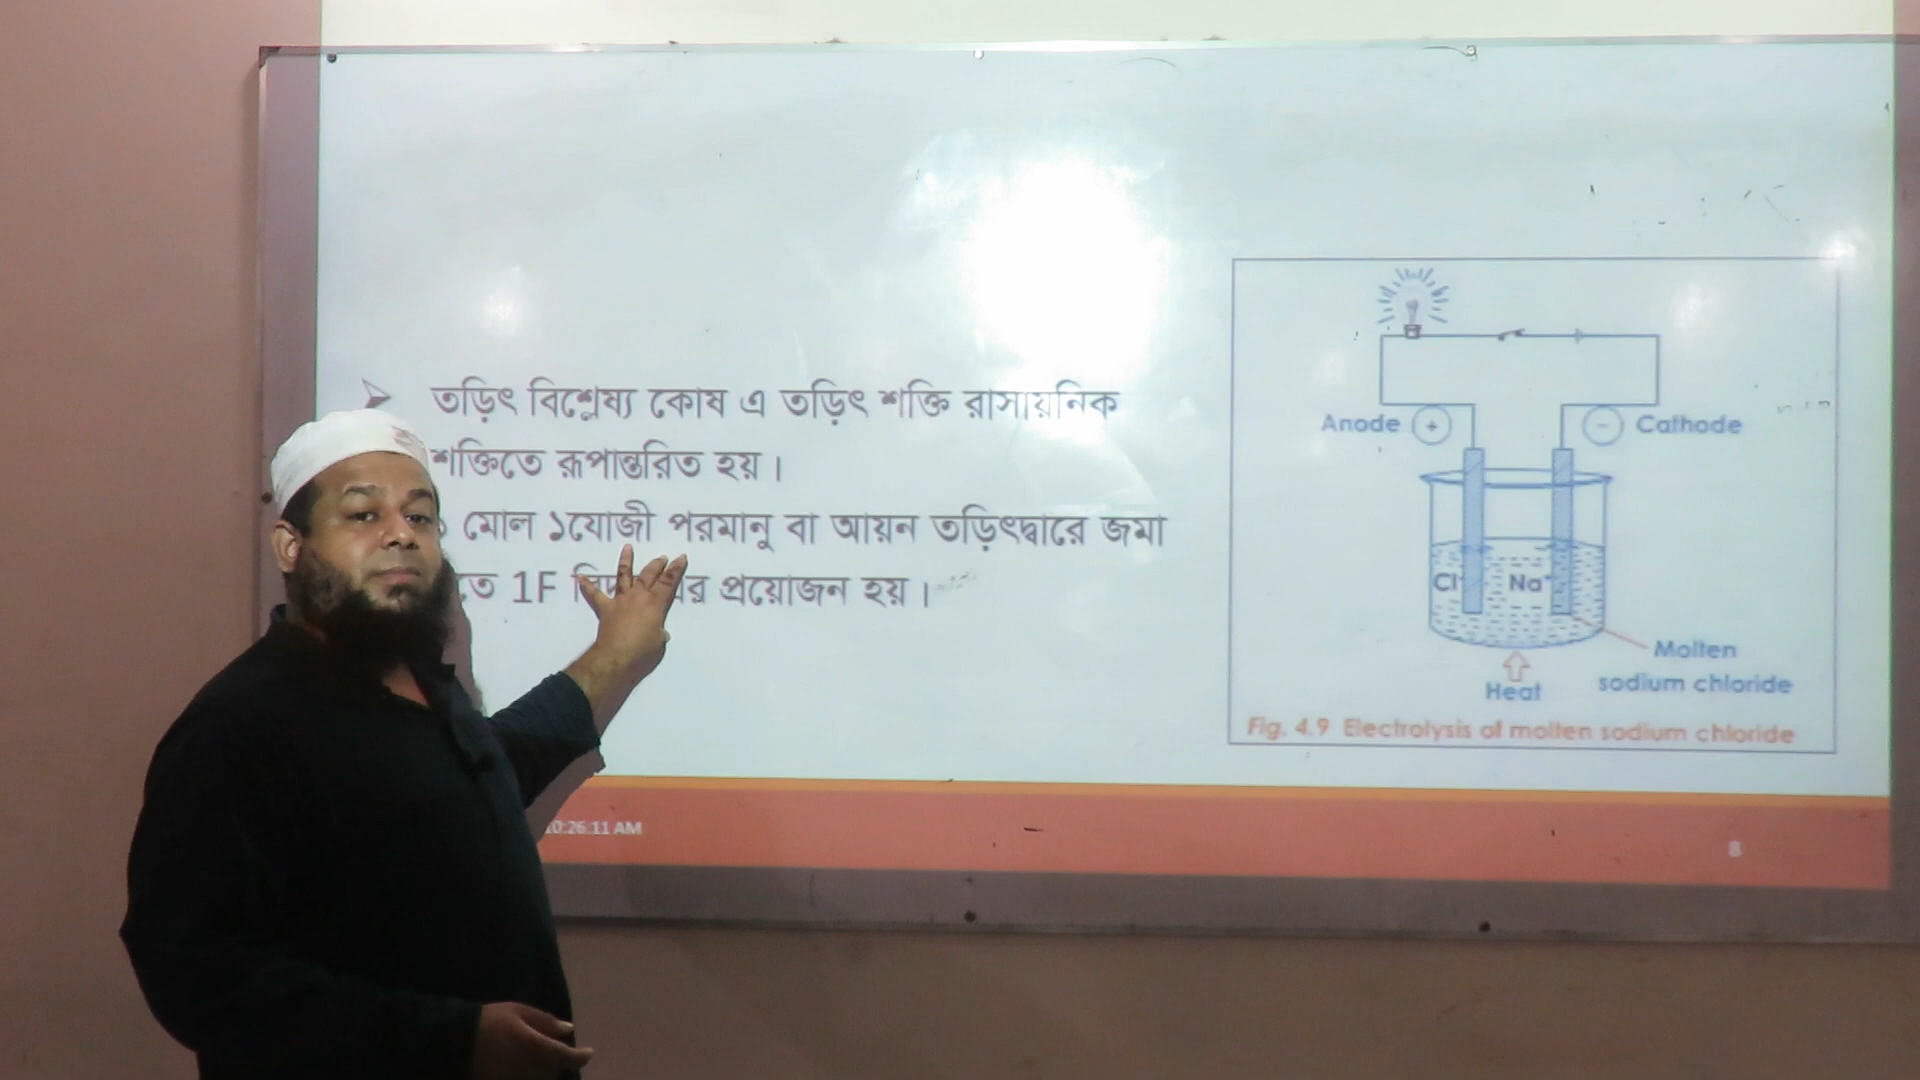 তড়িৎ বিশ্লেষ্য কোষ এ তড়িৎ শক্তি রাসায়নিক
শক্তিতে রূপান্তরিত হয়।
মোল ১যোজী পরমানু বা আয়ন তড়িৎদ্বারে জমা
1F এর প্রয়োজন হয়।
Anode + - Cathode
Cl⁻ Na⁺
Molten
sodium chloride
Heat
Fig. 4.9 Electrolysis of molten sodium chloride
10:26:11 AM
8